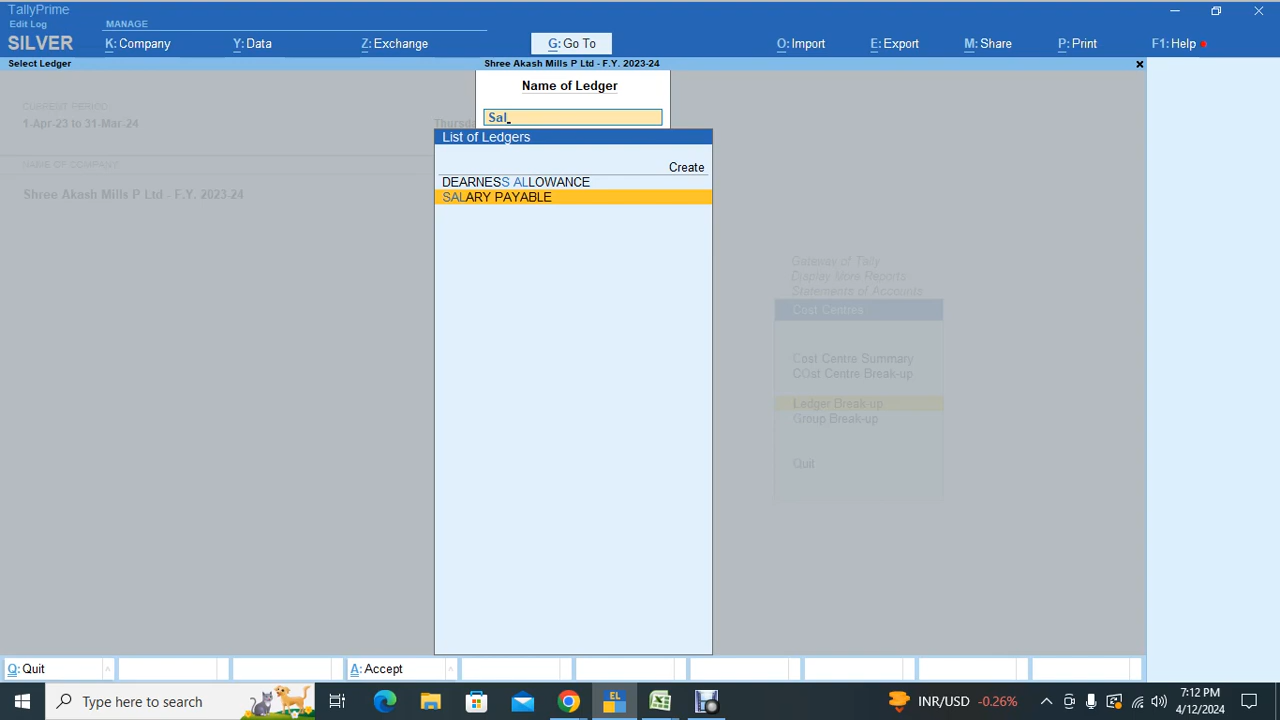 TallyPrime
Edit Log
MANAGE
SILVER
K: Company
Y: Data
Z: Exchange
G: Go To
O: Import
E: Export
M: Share
P: Print
F1: Help
Select Ledger
Shree Akash Mills P Ltd - F.Y. 2023-24
×
CURRENT PERIOD
1-Apr-23 to 31-Mar-24
Thursda
NAME OF COMPANY
Shree Akash Mills P Ltd - F.Y. 2023-24
Name of Ledger
Sal
List of Ledgers
Create
DEARNESS ALLOWANCE
SALARY PAYABLE
Gateway of Tally
Display More Reports
Statements of Accounts
Cost Centres
Cost Centre Summary
COst Centre Break-up
Ledger Break-up
Group Break-up
Quit
Q: Quit
A: Accept
Type here to search
EL
INR/USD -0.26%
7:12 PM
4/12/2024